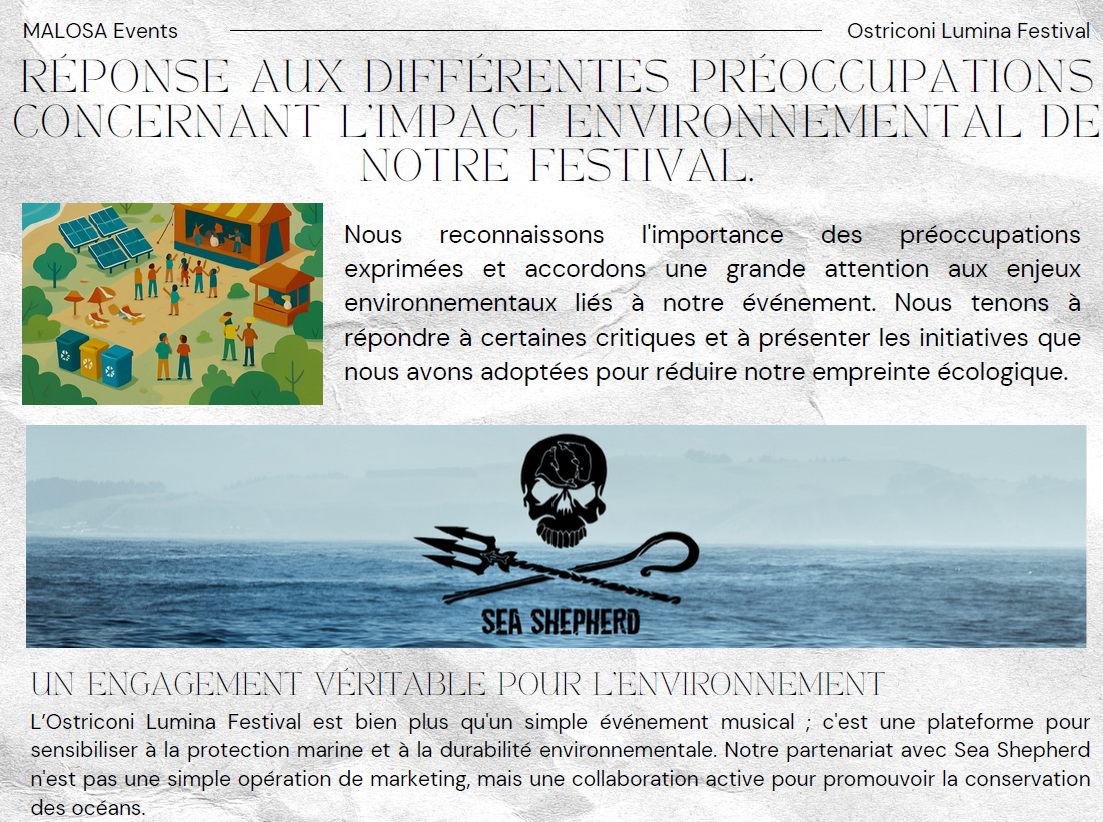 MALOSA Events
Ostriconi Lumina Festival
RÉPONSE AUX DIFFÉRENTES PRÉOCCUPATIONS
CONCERNANT L'IMPACT ENVIRONNEMENTAL DE
NOTRE FESTIVAL.
Nous reconnaissons l'importance des préoccupations
exprimées et accordons une grande attention aux enjeux
environnementaux liés à notre événement. Nous tenons à
répondre à certaines critiques et à présenter les initiatives que
nous avons adoptées pour réduire notre empreinte écologique.
SEA SHEPHERD
UN ENGAGEMENT VÉRITABLE POUR L'ENVIRONNEMENT
L'Ostriconi Lumina Festival est bien plus qu'un simple événement musical ; c'est une plateforme pour
sensibiliser à la protection marine et à la durabilité environnementale. Notre partenariat avec Sea Shepherd
n'est pas une simple opération de marketing, mais une collaboration active pour promouvoir la conservation
des océans.